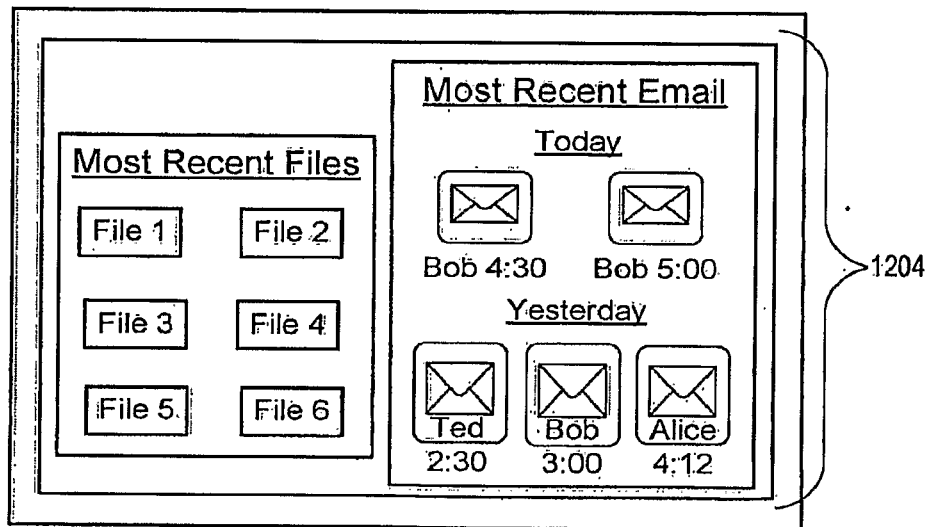 Most Recent Files
File 1 File 2
File 3 File 4
File 5 File 6
Most Recent Email
Today
Bob 4:30 Bob 5:00
Yesterday
Ted Bob Alice
2:30 3:00 4:12
1204